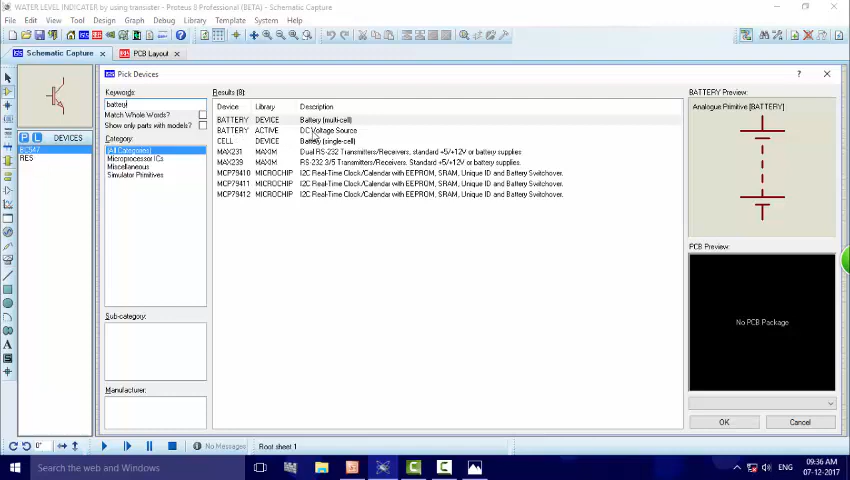 WATER LEVEL INDICATER by using transister - Proteus 8 Professional (BETA) - Schematic Capture
File Edit View Tool Design Graph Debug Library Template System Help
Schematic Capture
PCB Layout
Pick Devices
Keywords:
battery
Match Whole Words?
Show only parts with models?
Category:
(All Categories)
Microprocessor ICs
Miscellaneous
Simulator Primitives
Sub-category:
Manufacturer:
P L DEVICES
BC547
RES
Results (8):
Device Library Description
BATTERY DEVICE Battery (multi-cell)
BATTERY ACTIVE DC Voltage Source
CELL DEVICE Battery (single-cell)
MAX231 MAXIM Dual RS-232 Transmitters/Receivers, standard +5/+12V or battery supplies
MAX239 MAXIM RS-232 3/5 Transmitters/Receivers, Standard +5/+12V or battery supplies.
MCP79410 MICROCHIP I2C Real-Time Clock/Calendar with EEPROM, SRAM, Unique ID and Battery Switchover.
MCP79411 MICROCHIP I2C Real-Time Clock/Calendar with EEPROM, SRAM, Unique ID and Battery Switchover.
MCP79412 MICROCHIP I2C Real-Time Clock/Calendar with EEPROM, SRAM, Unique ID and Battery Switchover.
BATTERY Preview:
Analogue Primitive [BATTERY]
PCB Preview:
No PCB Package
OK Cancel
0°
No Messages
Root sheet 1
Search the web and Windows
ENG
09:36 AM
07-12-2017